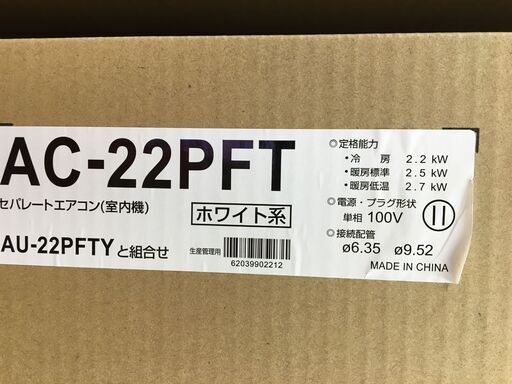 AC-22PFT
セパレートエアコン(室内機)
ホワイト系
AU-22PFTYと組合せ
生産管理用
62039902212
◎定格能力
・冷 房 2.2 kW
・暖房標準 2.5 kW
・暖房低温 2.7 kW
◎電源・プラグ形状
単相 100V
◎接続配管
ø6.35 ø9.52
MADE IN CHINA